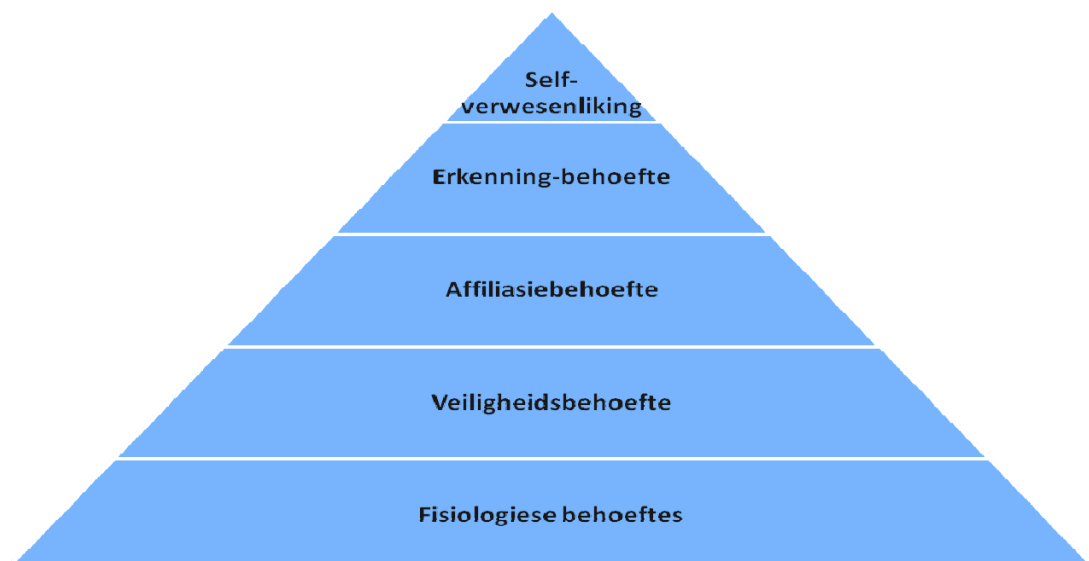 Self-
verwesenliking
Erkenning-behoefte
Affiliasiebehoefte
Veiligheidsbehoefte
Fisiologiese behoeftes